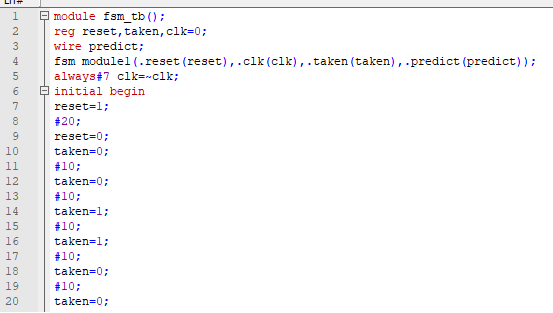 Ln#
1 module fsm_tb();
2 reg reset,taken,clk=0;
3 wire predict;
4 fsm module1(.reset(reset),.clk(clk),.taken(taken),.predict(predict));
5 always#7 clk=~clk;
6 initial begin
7 reset=1;
8 #20;
9 reset=0;
10 taken=0;
11 #10;
12 taken=0;
13 #10;
14 taken=1;
15 #10;
16 taken=1;
17 #10;
18 taken=0;
19 #10;
20 taken=0;